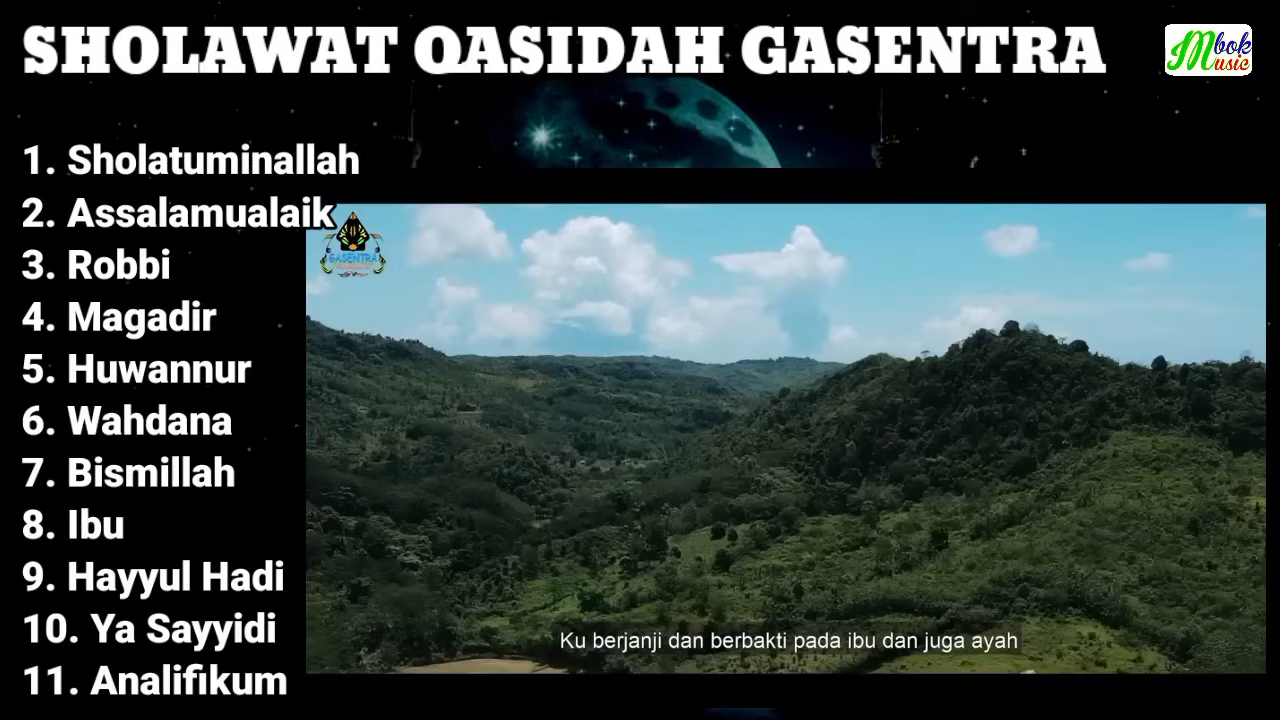 SHOLAWAT QASIDAH GASENTRA
Mbok
Music
1. Sholatuminallah
2. Assalamualaik
3. Robbi
4. Magadir
5. Huwannur
6. Wahdana
7. Bismillah
8. Ibu
9. Hayyul Hadi
10. Ya Sayyidi
11. Analifikum
GASENTRA
Ku berjanji dan berbakti pada ibu dan juga ayah